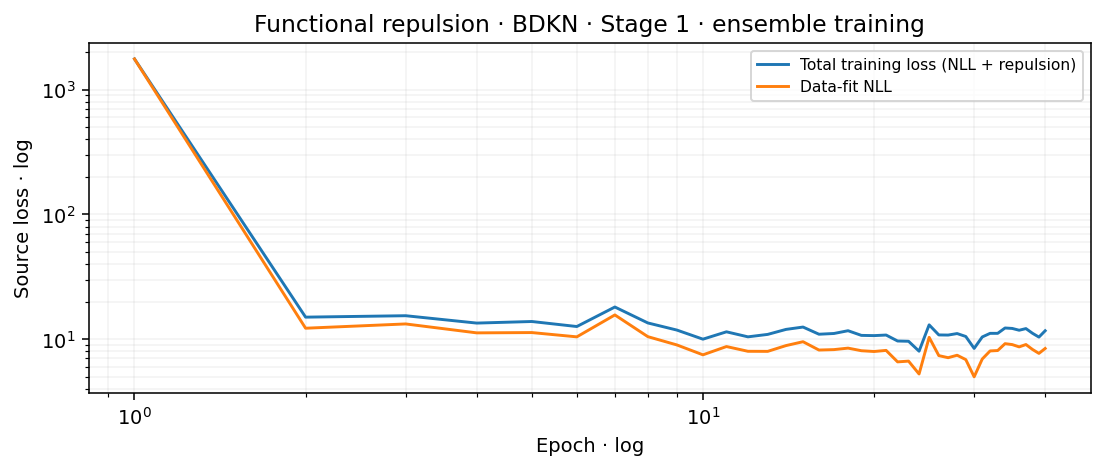 Functional repulsion · BDKN · Stage 1 · ensemble training
Total training loss (NLL + repulsion)
Data-fit NLL
Source loss · log
10³
10²
10¹
10⁰
10¹
Epoch · log